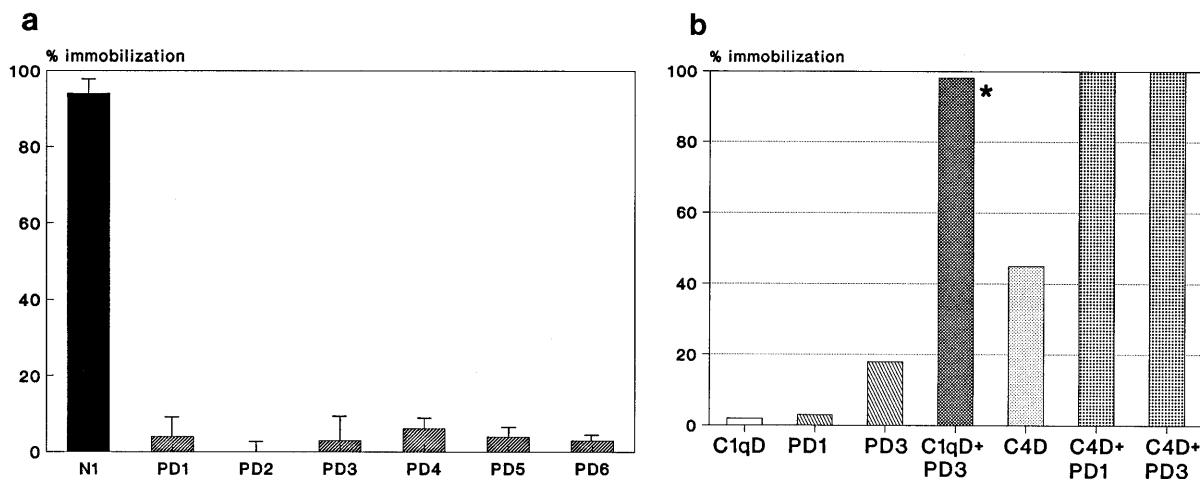 a
% immobilization
100
80
60
40
20
0
N1 PD1 PD2 PD3 PD4 PD5 PD6
b
% immobilization
100
80
60
40
20
0
*
C1qD PD1 PD3 C1qD+ C4D C4D+ C4D+
PD3 PD1 PD3